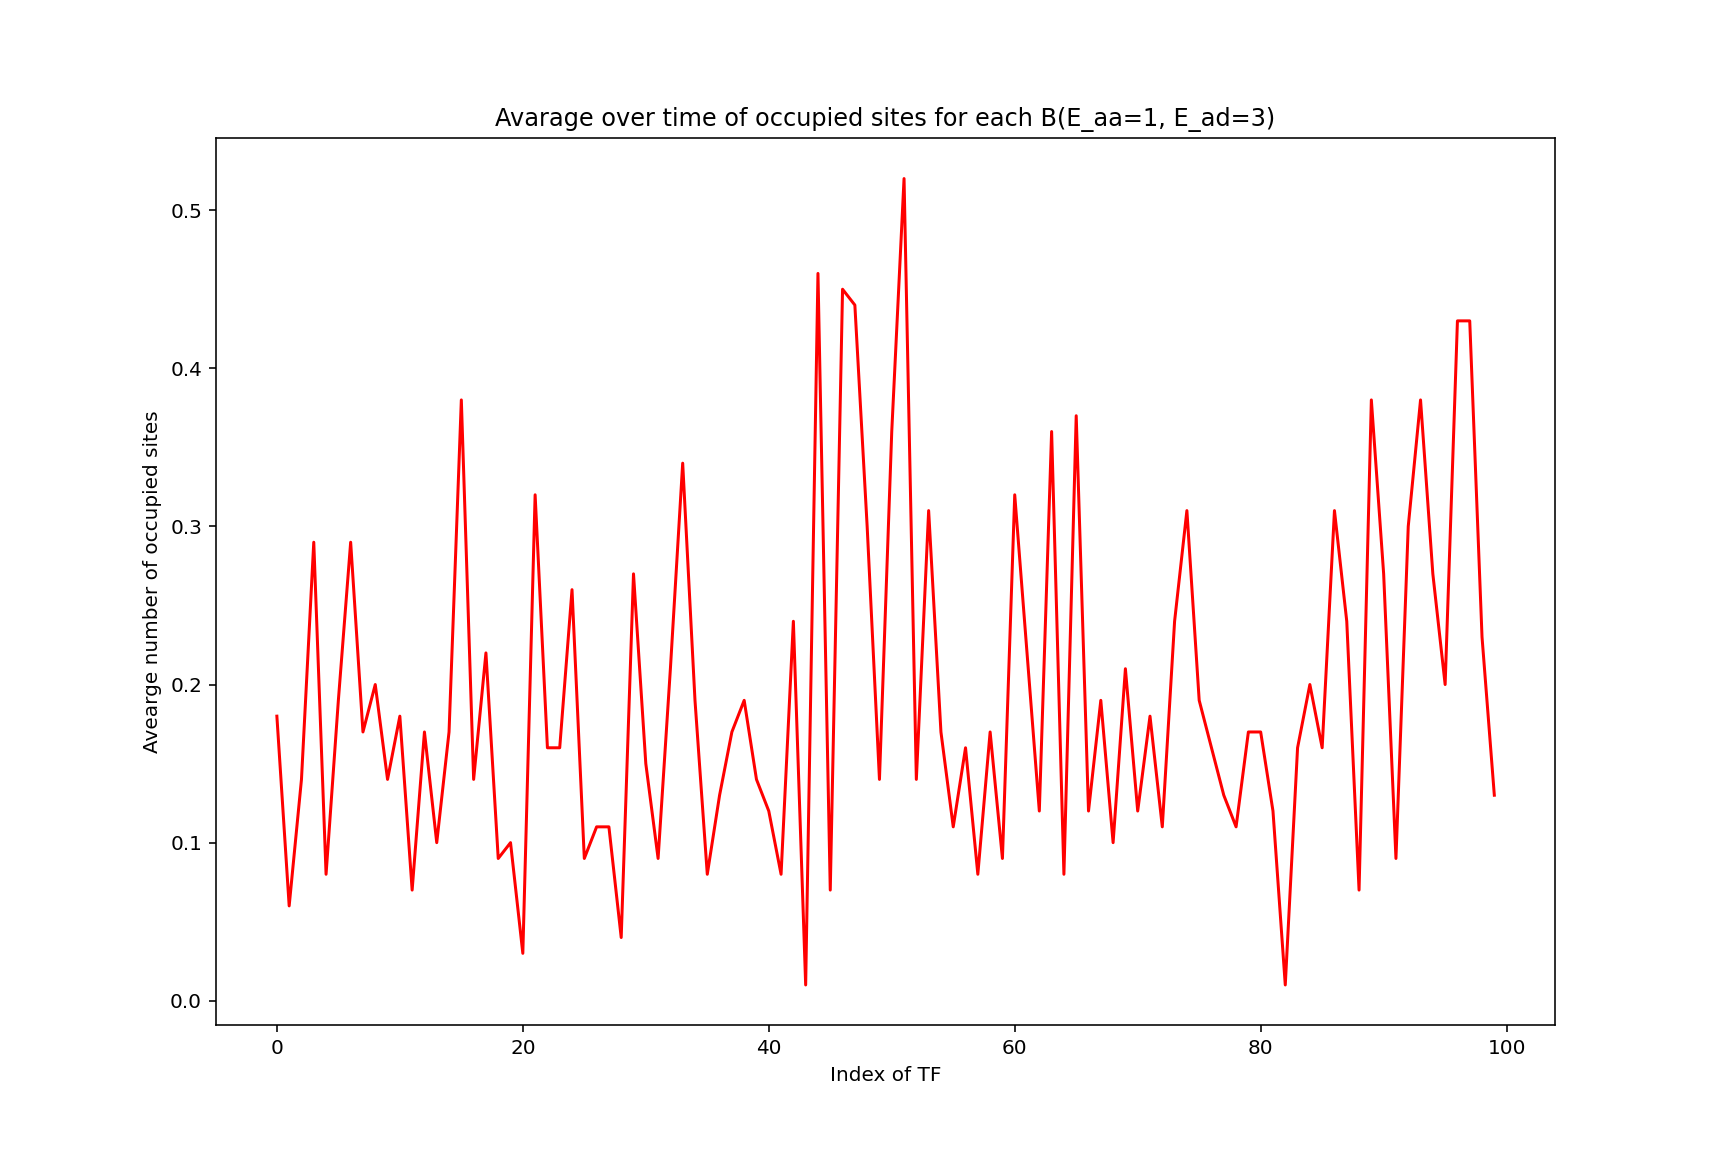 Avarage over time of occupied sites for each B(E_aa=1, E_ad=3)
Avearge number of occupied sites
0.5
0.4
0.3
0.2
0.1
0.0
0 20 40 60 80 100
Index of TF